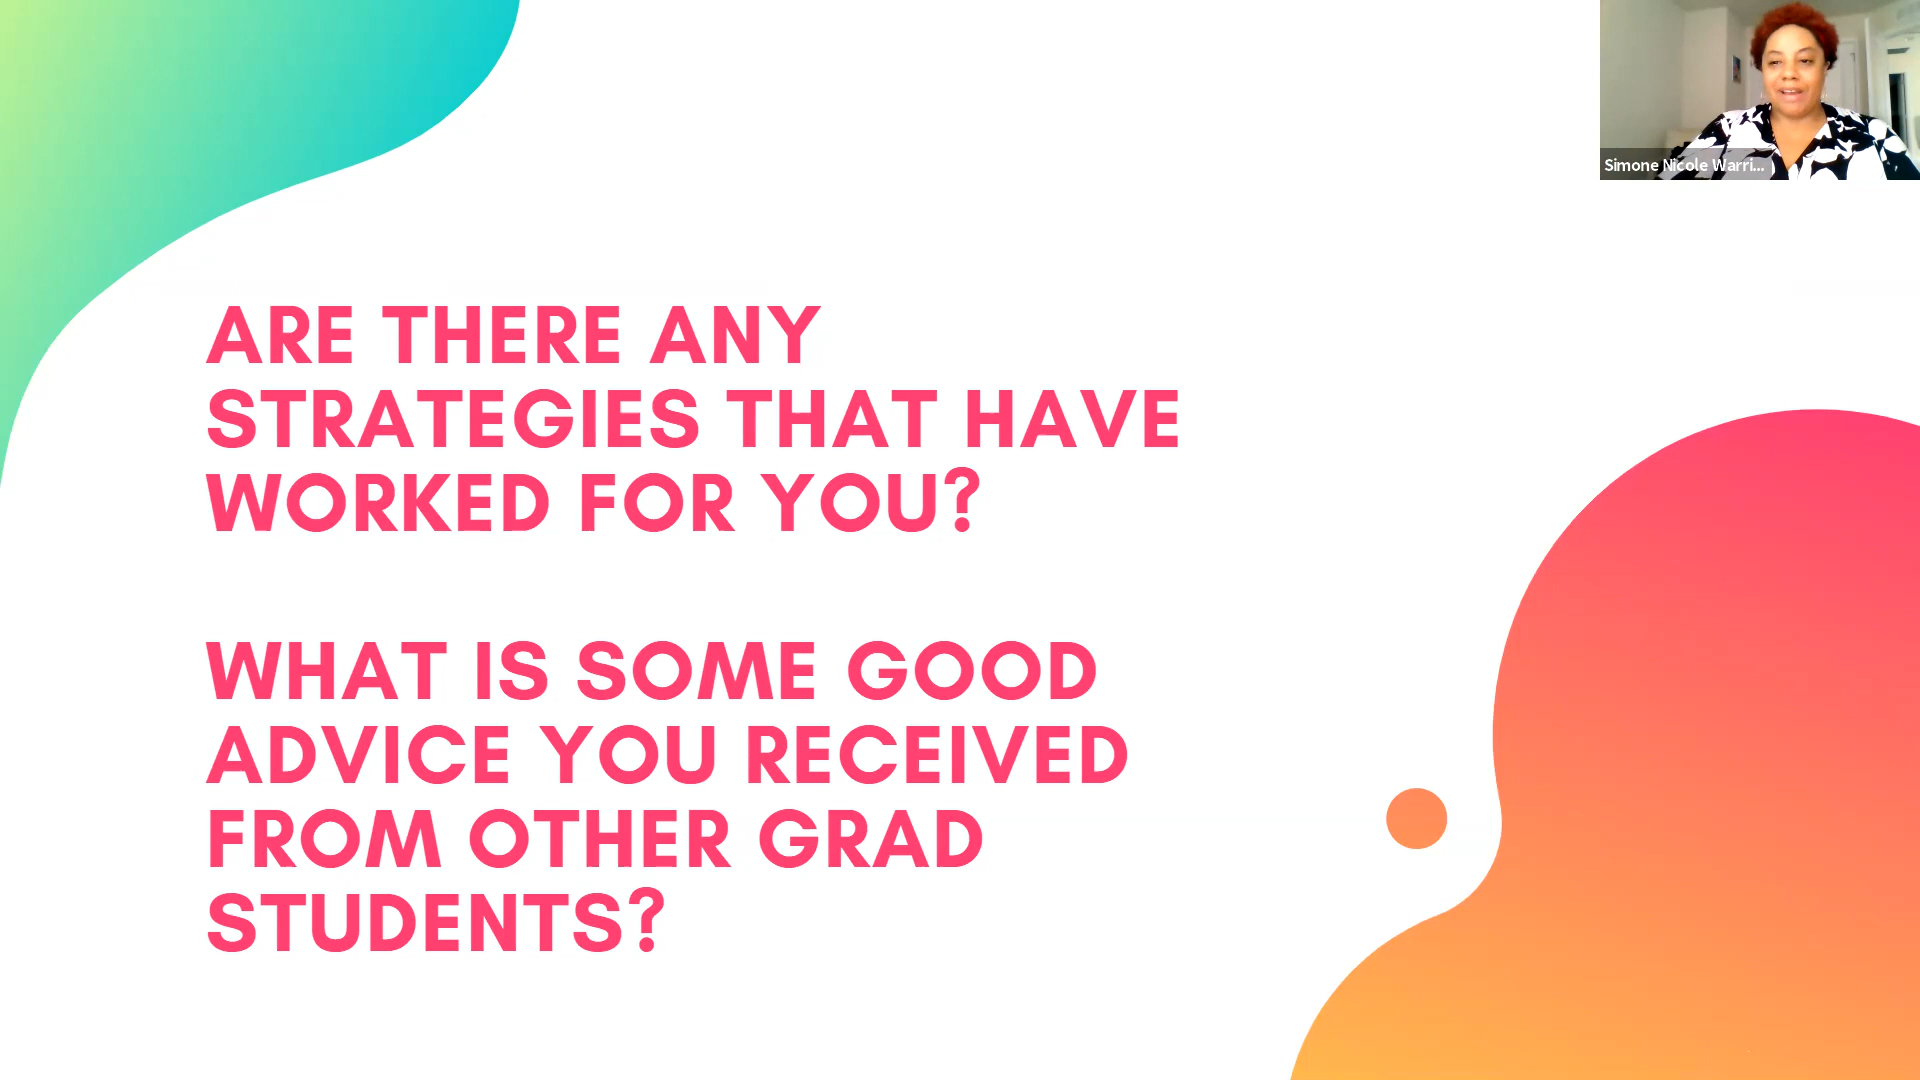 Simone Nicole Warri...
ARE THERE ANY
STRATEGIES THAT HAVE
WORKED FOR YOU?
WHAT IS SOME GOOD
ADVICE YOU RECEIVED
FROM OTHER GRAD
STUDENTS?